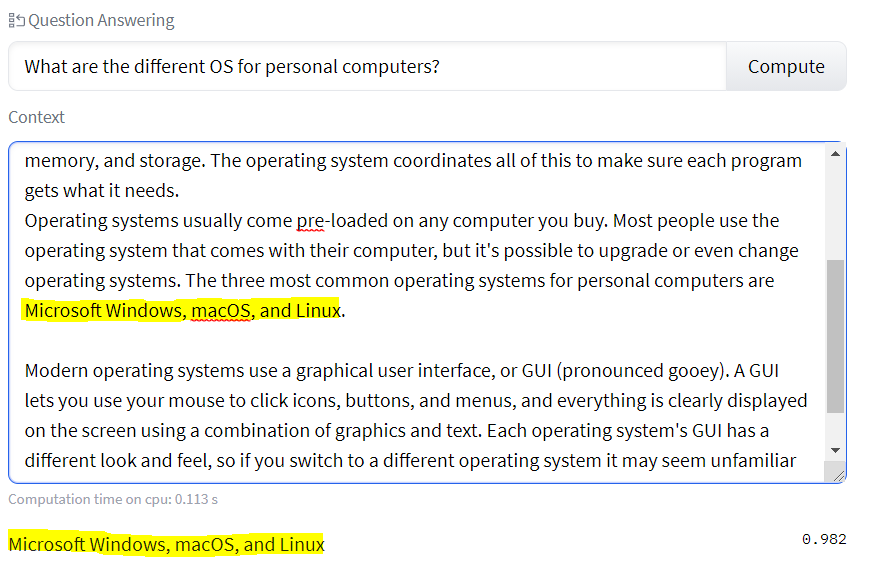 Question Answering
What are the different OS for personal computers?
Compute
Context
memory, and storage. The operating system coordinates all of this to make sure each program
gets what it needs.
Operating systems usually come pre-loaded on any computer you buy. Most people use the
operating system that comes with their computer, but it's possible to upgrade or even change
operating systems. The three most common operating systems for personal computers are
Microsoft Windows, macOS, and Linux.
Modern operating systems use a graphical user interface, or GUI (pronounced gooey). A GUI
lets you use your mouse to click icons, buttons, and menus, and everything is clearly displayed
on the screen using a combination of graphics and text. Each operating system's GUI has a
different look and feel, so if you switch to a different operating system it may seem unfamiliar
Computation time on cpu: 0.113 s
Microsoft Windows, macOS, and Linux
0.982